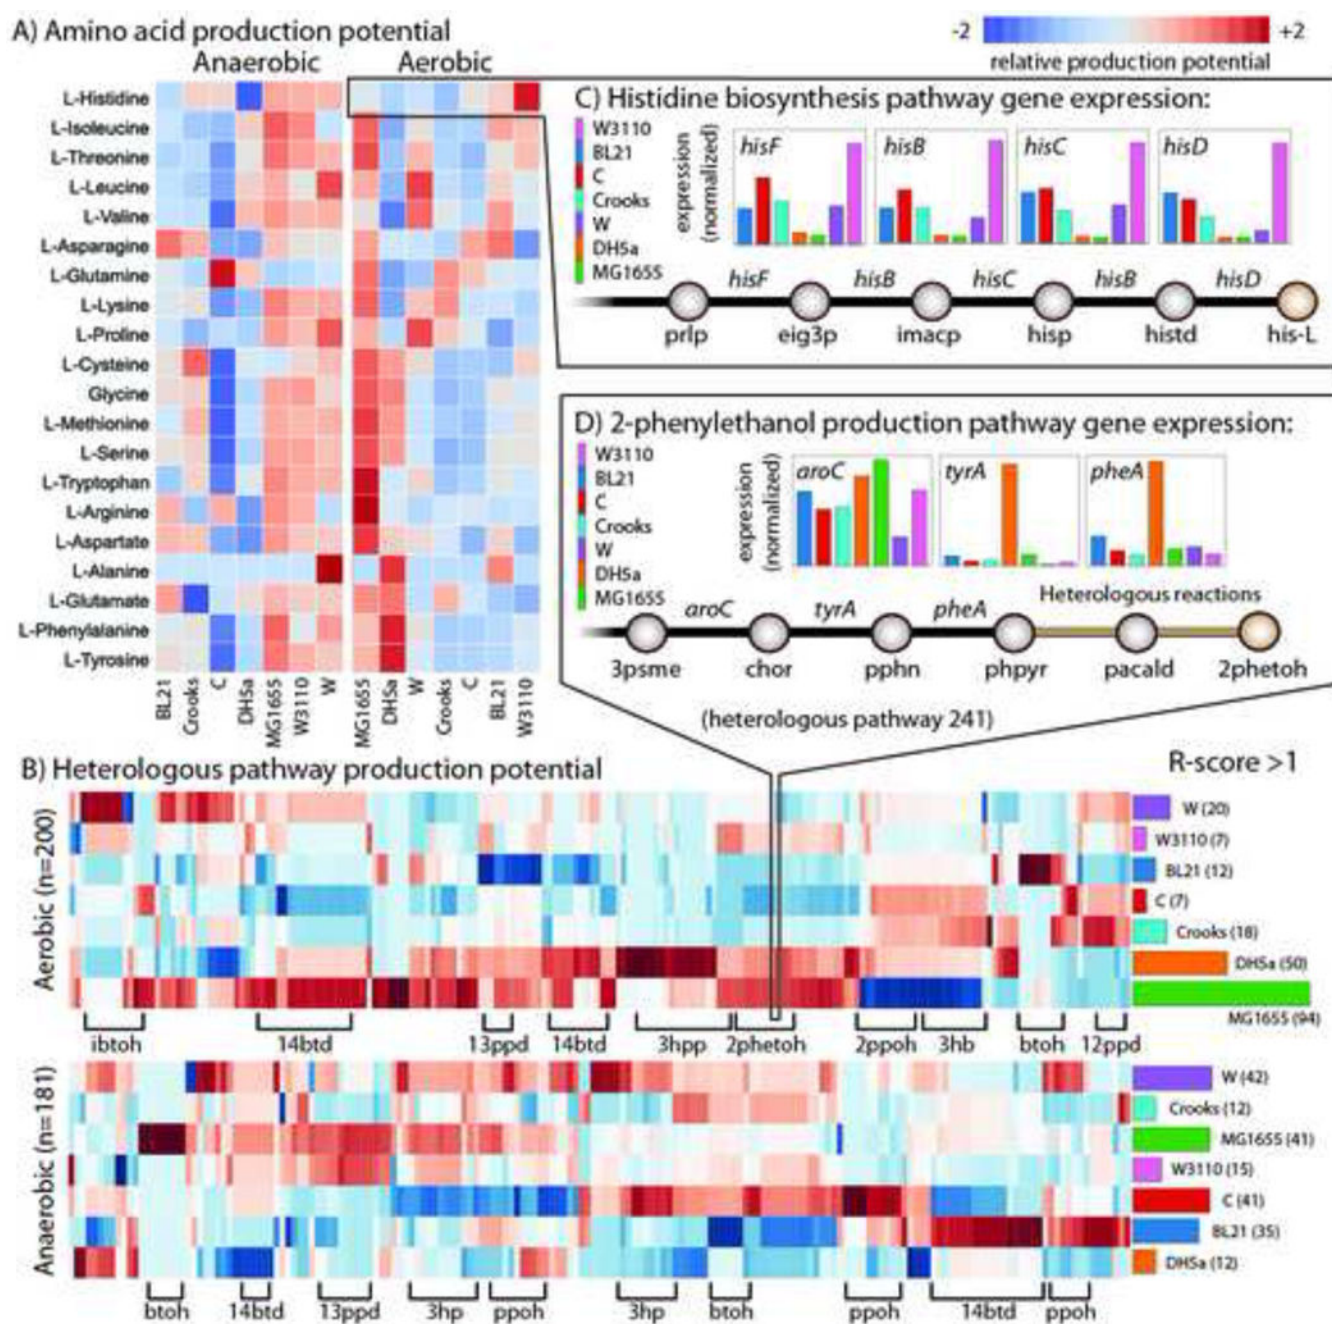 A) Amino acid production potential
-2 +2
relative production potential
Anaerobic Aerobic
L-Histidine
L-Isoleucine
L-Threonine
L-Leucine
L-Valine
L-Asparagine
L-Glutamine
L-Lysine
L-Proline
L-Cysteine
Glycine
L-Methionine
L-Serine
L-Tryptophan
L-Arginine
L-Aspartate
L-Alanine
L-Glutamate
L-Phenylalanine
L-Tyrosine
BL21 Crooks C DH5a MG1655 W3110 W MG1655 DH5a W Crooks C BL21 W3110
C) Histidine biosynthesis pathway gene expression:
W3110
BL21
C
Crooks
W
DH5a
MG1655
expression
(normalized)
hisF hisB hisC hisD
hisF hisB hisC hisB hisD
prlp eig3p imacp hisp histd his-L
D) 2-phenylethanol production pathway gene expression:
W3110
BL21
C
Crooks
W
DH5a
MG1655
expression
(normalized)
aroC tyrA pheA
Heterologous reactions
aroC tyrA pheA
3psme chor pphn phpyr pacald 2phetoh
(heterologous pathway 241)
B) Heterologous pathway production potential
R-score >1
Aerobic (n=200)
W (20)
W3110 (7)
BL21 (12)
C (7)
Crooks (18)
DH5a (50)
MG1655 (94)
ibtoh 14btd 13ppd 14btd 3hpp 2phetoh 2ppoh 3hb btoh 12ppd
Anaerobic (n=181)
W (42)
Crooks (12)
MG1655 (41)
W3110 (15)
C (41)
BL21 (35)
DH5a (12)
btoh 14btd 13ppd 3hp ppoh 3hp btoh ppoh 14btd ppoh